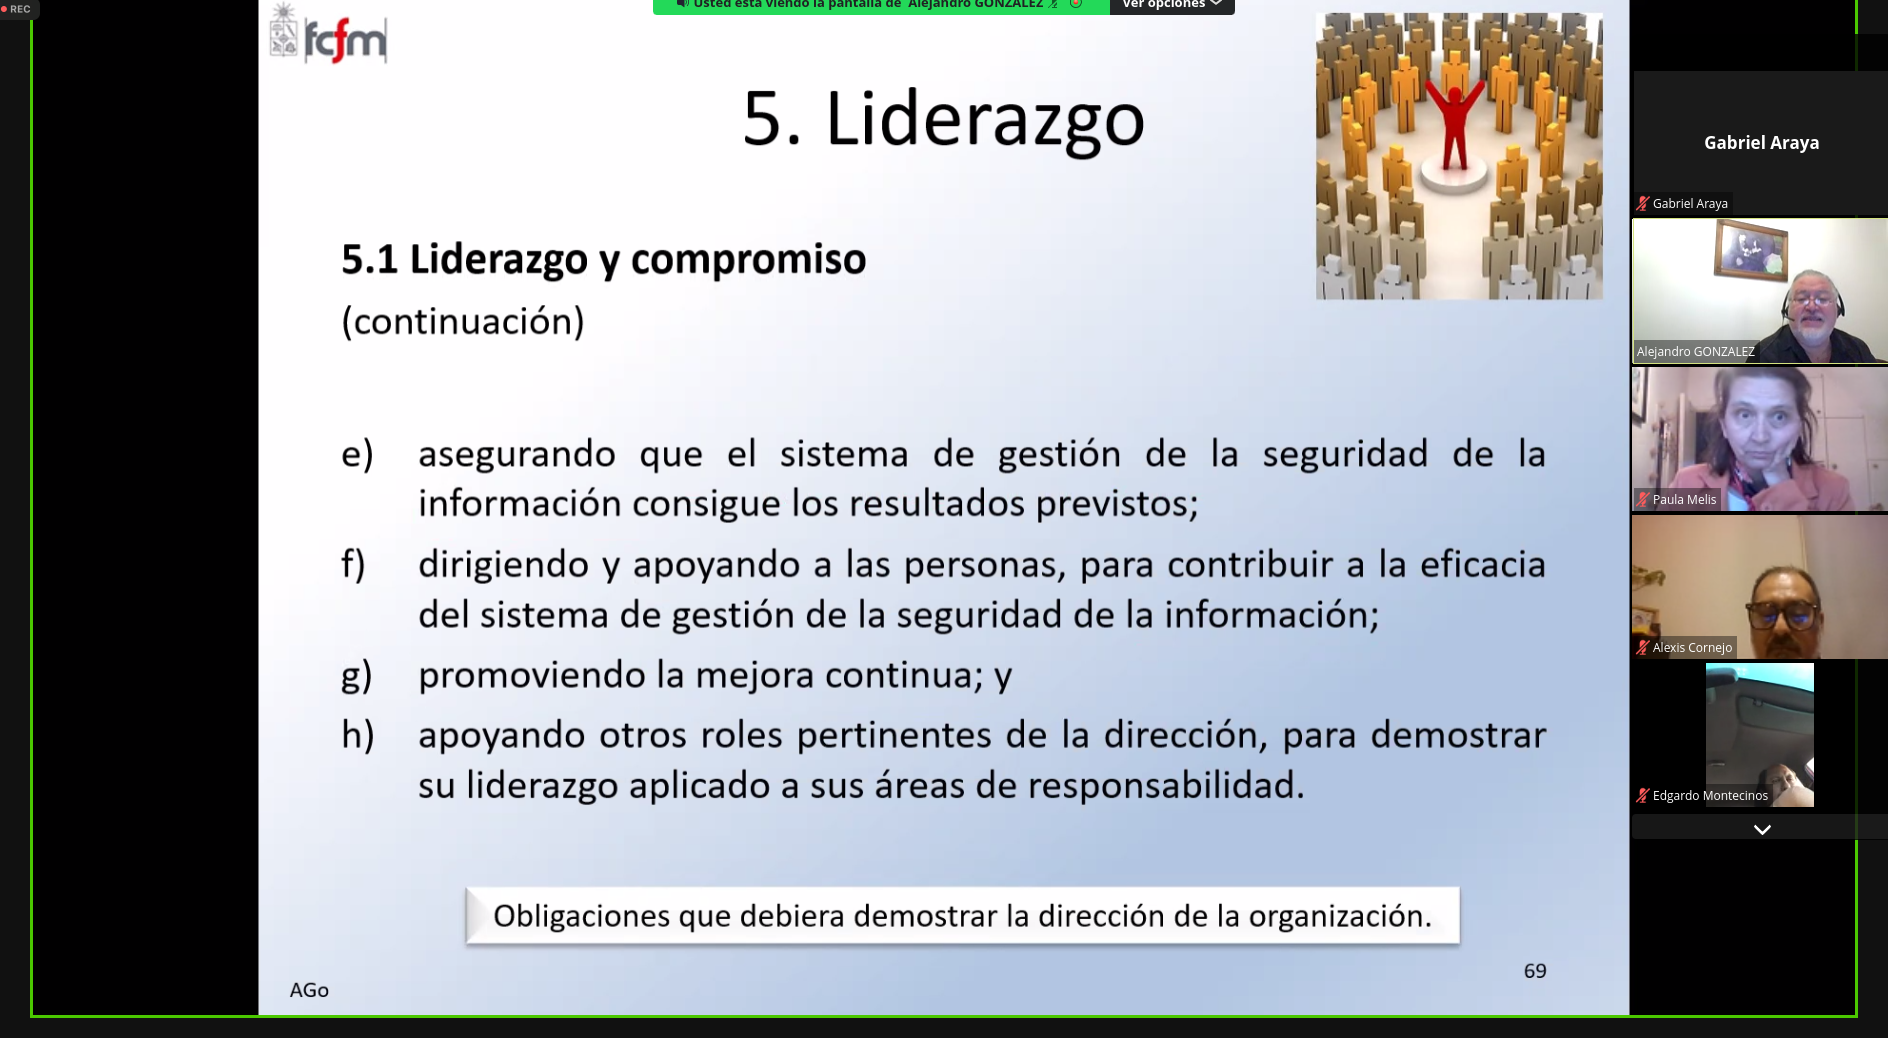 REC
Usted está viendo la pantalla de Alejandro GONZALEZ
Ver opciones
fcfm
5. Liderazgo
5.1 Liderazgo y compromiso
(continuación)
e) asegurando que el sistema de gestión de la seguridad de la
información consigue los resultados previstos;
f) dirigiendo y apoyando a las personas, para contribuir a la eficacia
del sistema de gestión de la seguridad de la información;
g) promoviendo la mejora continua; y
h) apoyando otros roles pertinentes de la dirección, para demostrar
su liderazgo aplicado a sus áreas de responsabilidad.
Obligaciones que debiera demostrar la dirección de la organización.
69
AGo
Gabriel Araya
Gabriel Araya
Alejandro GONZALEZ
Paula Melis
Alexis Cornejo
Edgardo Montecinos